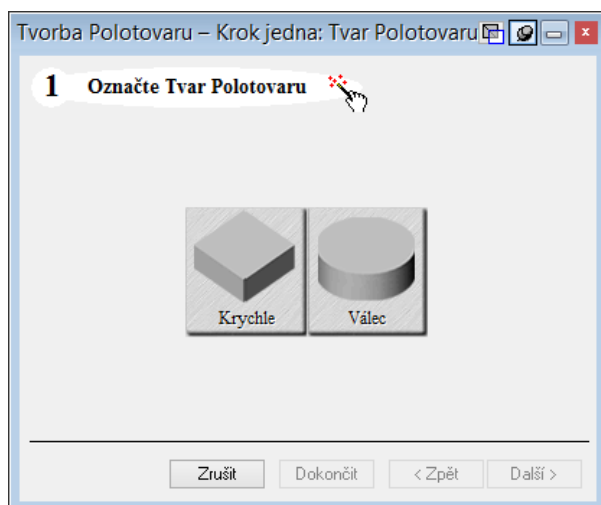 Tvorba Polotovaru – Krok jedna: Tvar Polotovaru
1 Označte Tvar Polotovaru
Krychle Válec
Zrušit Dokončit < Zpět Další >